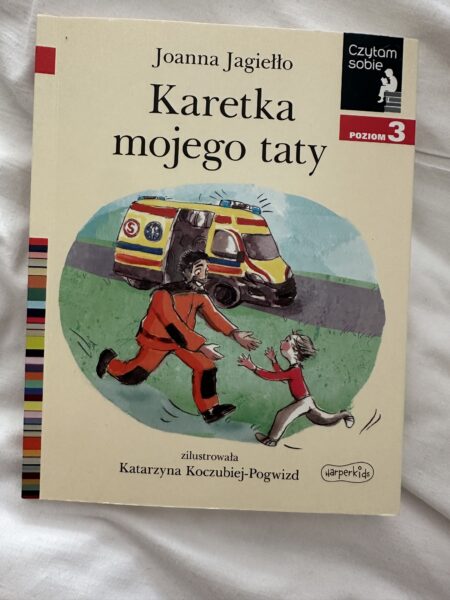 Joanna Jagiełło
Karetka
mojego taty
Czytam
sobie
POZIOM 3
S
zilustrowała
Katarzyna Koczubiej-Pogwizd
HarperKids